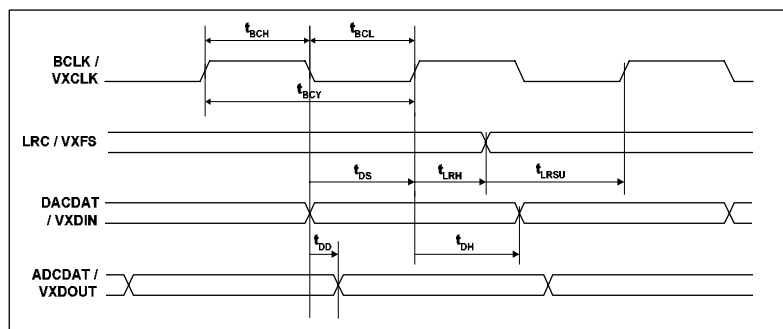 tBCH
tBCL
BCLK /
VXCLK
tBCY
LRC / VXFS
tDS
tLRH
tLRSU
DACDAT
/ VXDIN
tDD
tDH
ADCDAT /
VXDOUT